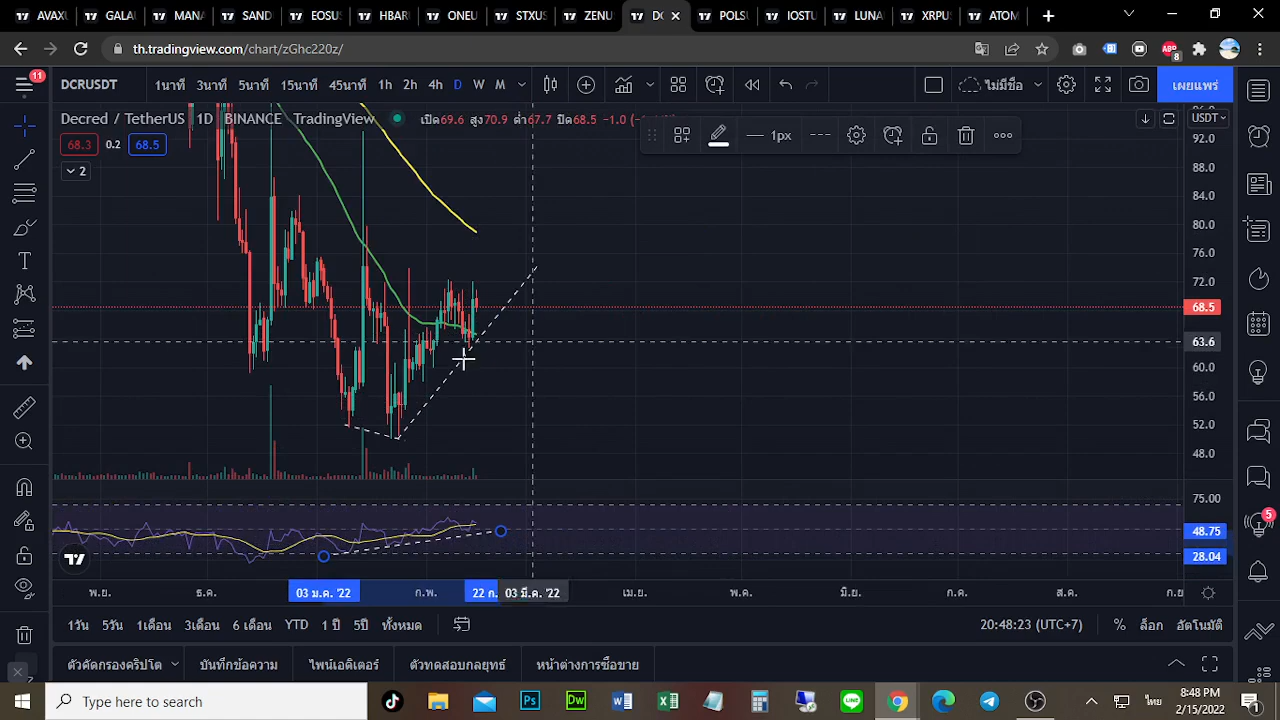 AVAXU
GALA
MANA
SAND
EOSUS
HBAR
ONEU
STXUS
ZENU
DC
POLSU
IOSTU
LUNA
XRPUS
ATOM
th.tradingview.com/chart/zGhc220z/
8
11
DCRUSDT
1นาที
3นาที
5นาที
15นาที
45นาที
1h
2h
4h
D
W
M
ไม่มีชื่อ
เผยแพร่
Decred / TetherUS
1D
BINANCE
TradingView
เปิด69.6 สูง70.9 ต่ำ67.7 ปิด68.5 -1.0
68.3
0.2
68.5
2
1px
USDT
92.0
88.0
84.0
80.0
76.0
72.0
68.5
63.6
60.0
56.0
52.0
48.0
75.00
48.75
28.04
5
พ.ย.
ธ.ค.
03 ม.ค. '22
ก.พ.
22 ก.
03 มี.ค. '22
เม.ย.
พ.ค.
มิ.ย.
ก.ค.
ส.ค.
ก.ย
1วัน
5วัน
1เดือน
3เดือน
6 เดือน
YTD
1 ปี
5ปี
ทั้งหมด
20:48:23 (UTC+7)
%
ล็อก
อัตโนมัติ
ตัวคัดกรองคริปโต
บันทึกข้อความ
ไพน์เอดิเตอร์
ตัวทดสอบกลยุทธ์
หน้าต่างการซื้อขาย
Type here to search
Ps
Dw
ไทย
8:48 PM
2/15/2022
1